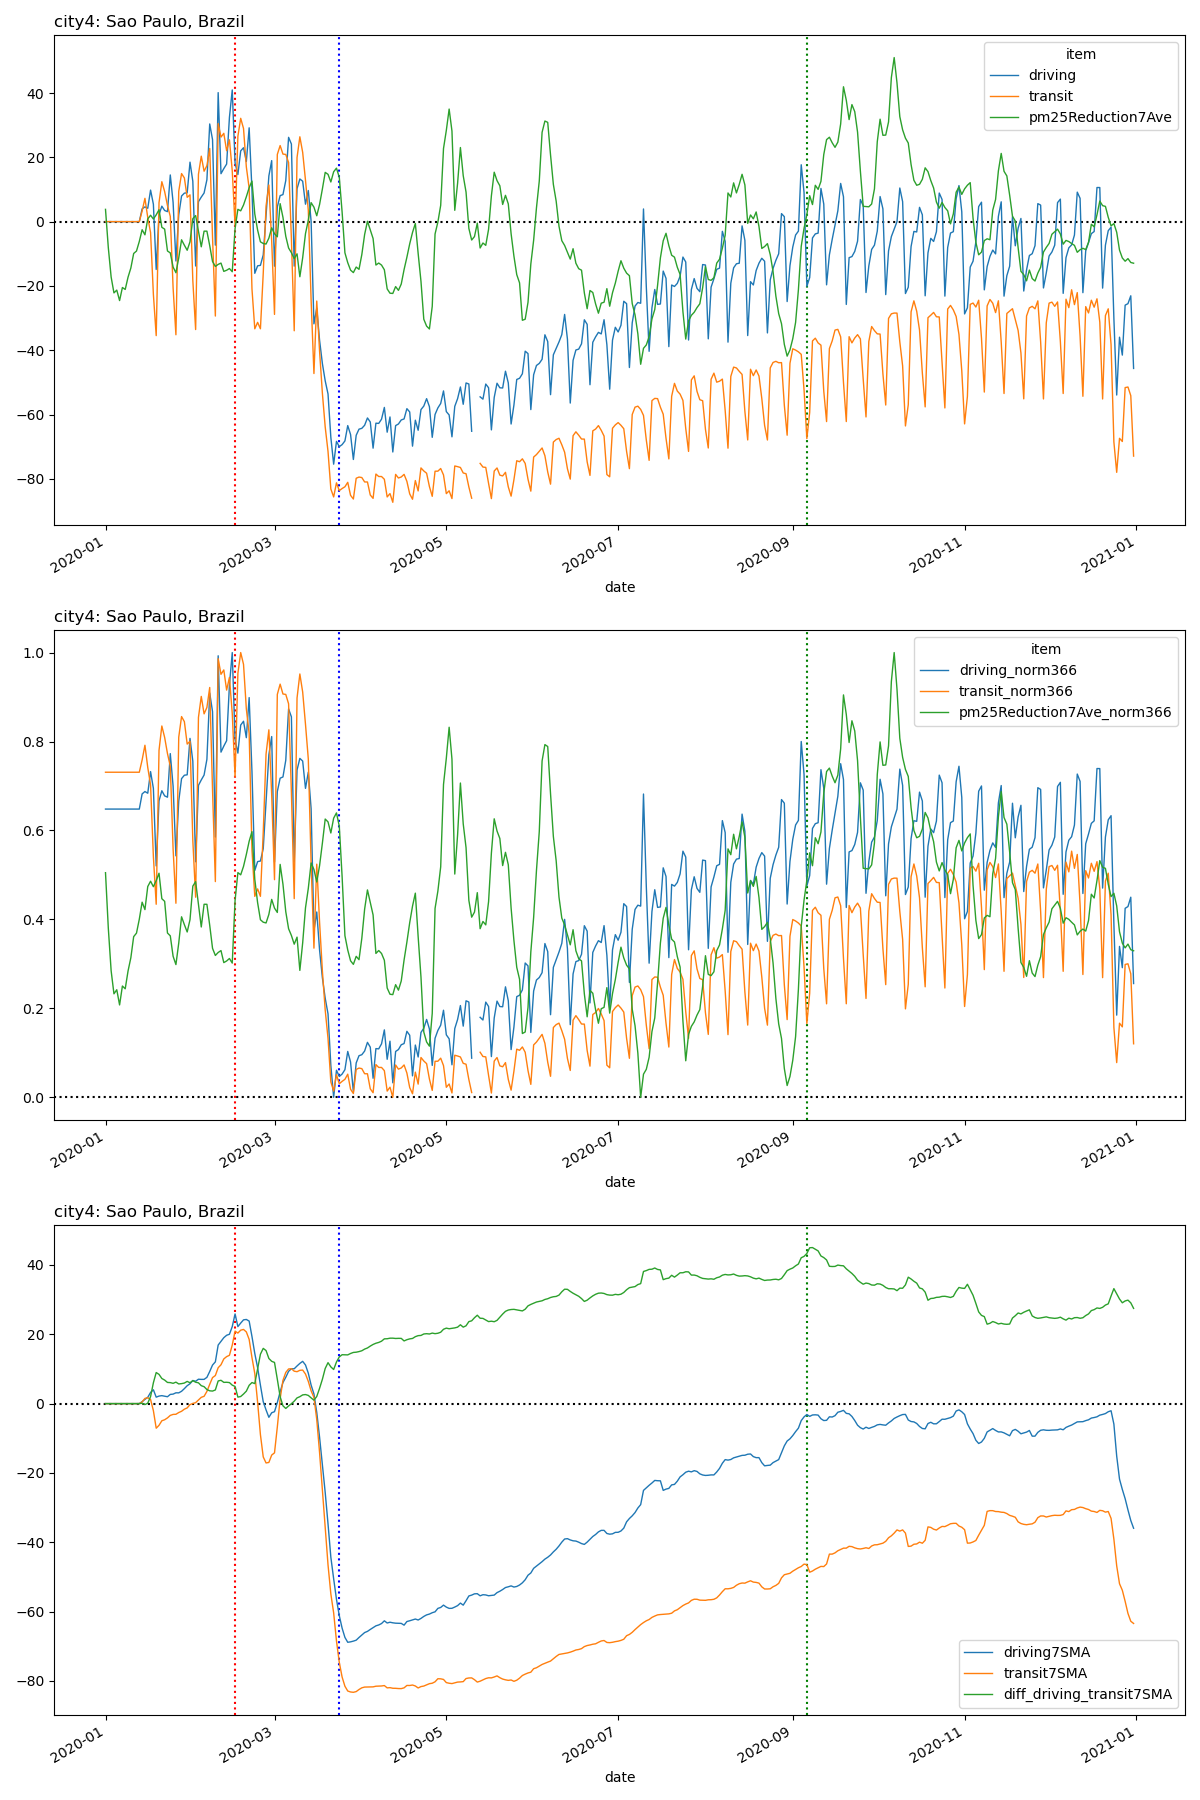 city4: Sao Paulo, Brazil
item
driving
transit
pm25Reduction7Ave
40
20
0
−20
−40
−60
−80
2020-01
2020-03
2020-05
2020-07
2020-09
2020-11
2021-01
date
city4: Sao Paulo, Brazil
item
driving_norm366
transit_norm366
pm25Reduction7Ave_norm366
1.0
0.8
0.6
0.4
0.2
0.0
2020-01
2020-03
2020-05
2020-07
2020-09
2020-11
2021-01
date
city4: Sao Paulo, Brazil
40
20
0
−20
−40
−60
−80
driving7SMA
transit7SMA
diff_driving_transit7SMA
2020-01
2020-03
2020-05
2020-07
2020-09
2020-11
2021-01
date